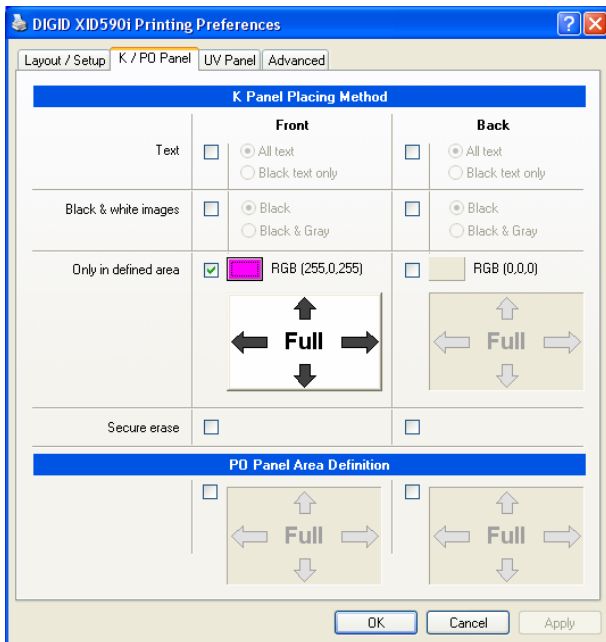 DIGID XID590i Printing Preferences
Layout / Setup K / PO Panel UV Panel Advanced
K Panel Placing Method
Front Back
Text All text All text
Black text only Black text only
Black & white images Black Black
Black & Gray Black & Gray
Only in defined area RGB (255,0,255) RGB (0,0,0)
Full Full
Secure erase
PO Panel Area Definition
Full Full
OK Cancel Apply